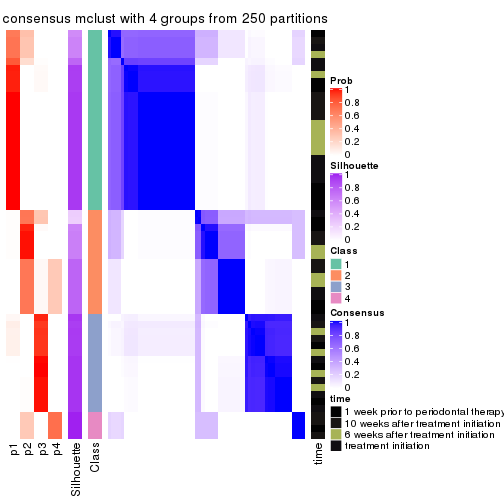 consensus mclust with 4 groups from 250 partitions
Prob
1
0.8
0.6
0.4
0.2
0
Silhouette
1
0.8
0.6
0.4
0.2
0
Class
1
2
3
4
Consensus
1
0.8
0.6
0.4
0.2
0
time
1 week prior to periodontal therapy
10 weeks after treatment initiation
6 weeks after treatment initiation
treatment initiation
p1
p2
p3
p4
Silhouette
Class
time